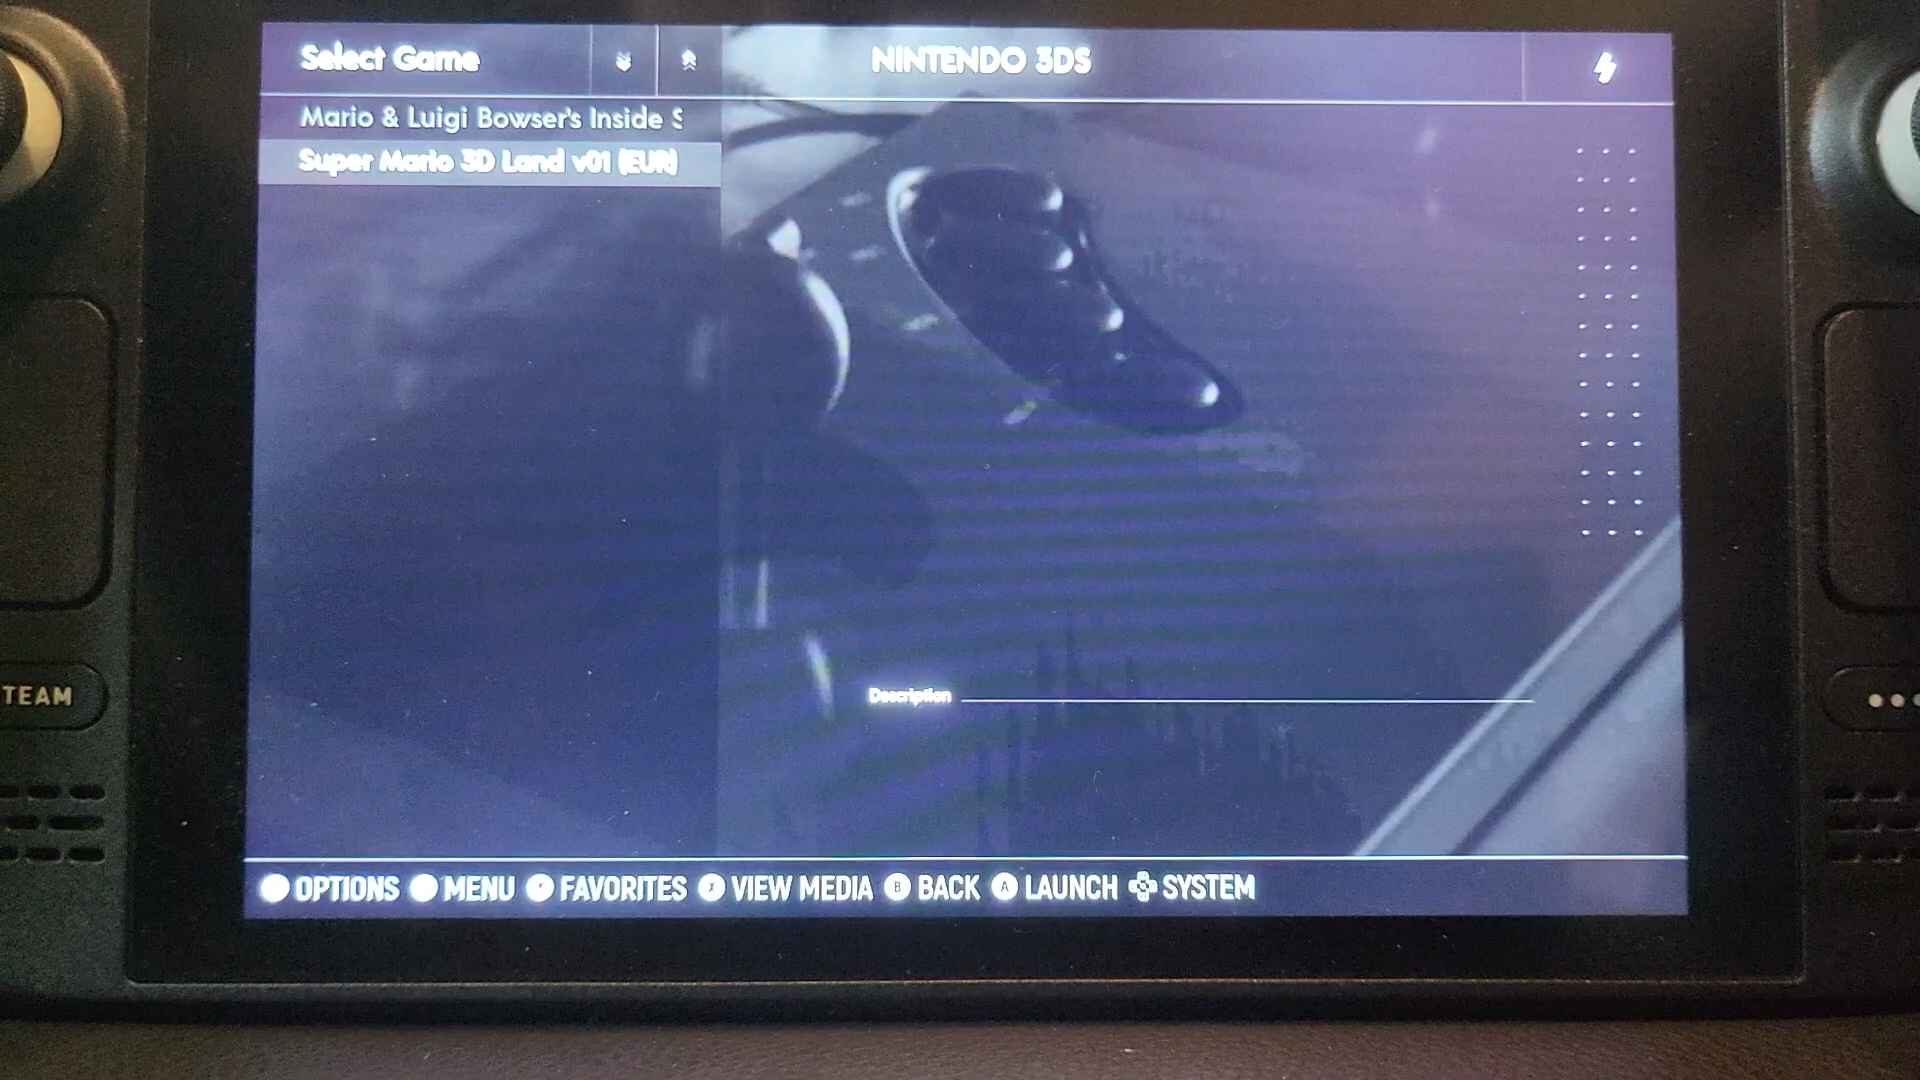 Select Game
NINTENDO 3DS
Mario & Luigi Bowser's Inside S
Super Mario 3D Land v01 (EUR)
Description
TEAM
OPTIONS MENU Y FAVORITES X VIEW MEDIA B BACK A LAUNCH SYSTEM